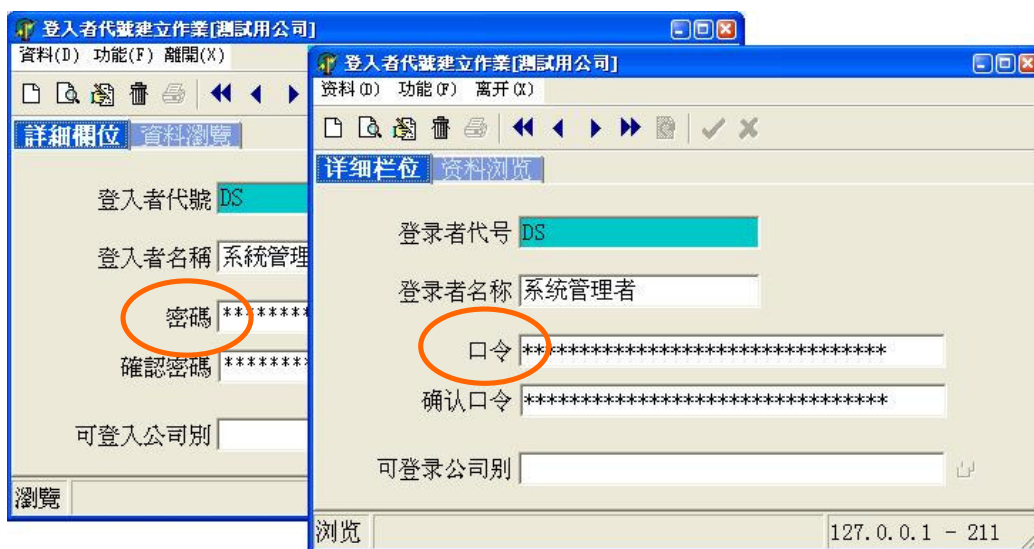 登入者代號建立作業[測試用公司]
資料(D) 功能(F) 離開(X)
詳細欄位 資料瀏覽
登入者代號 DS
登入者名稱 系統管理
密碼 ********
確認密碼 ********
可登入公司別
瀏覽
登入者代號建立作業[測試用公司]
资料(D) 功能(F) 离开(X)
详细栏位 资料浏览
登录者代号 DS
登录者名称 系统管理者
口令 ********************************
确认口令 ********************************
可登录公司别
浏览 127.0.0.1 - 211